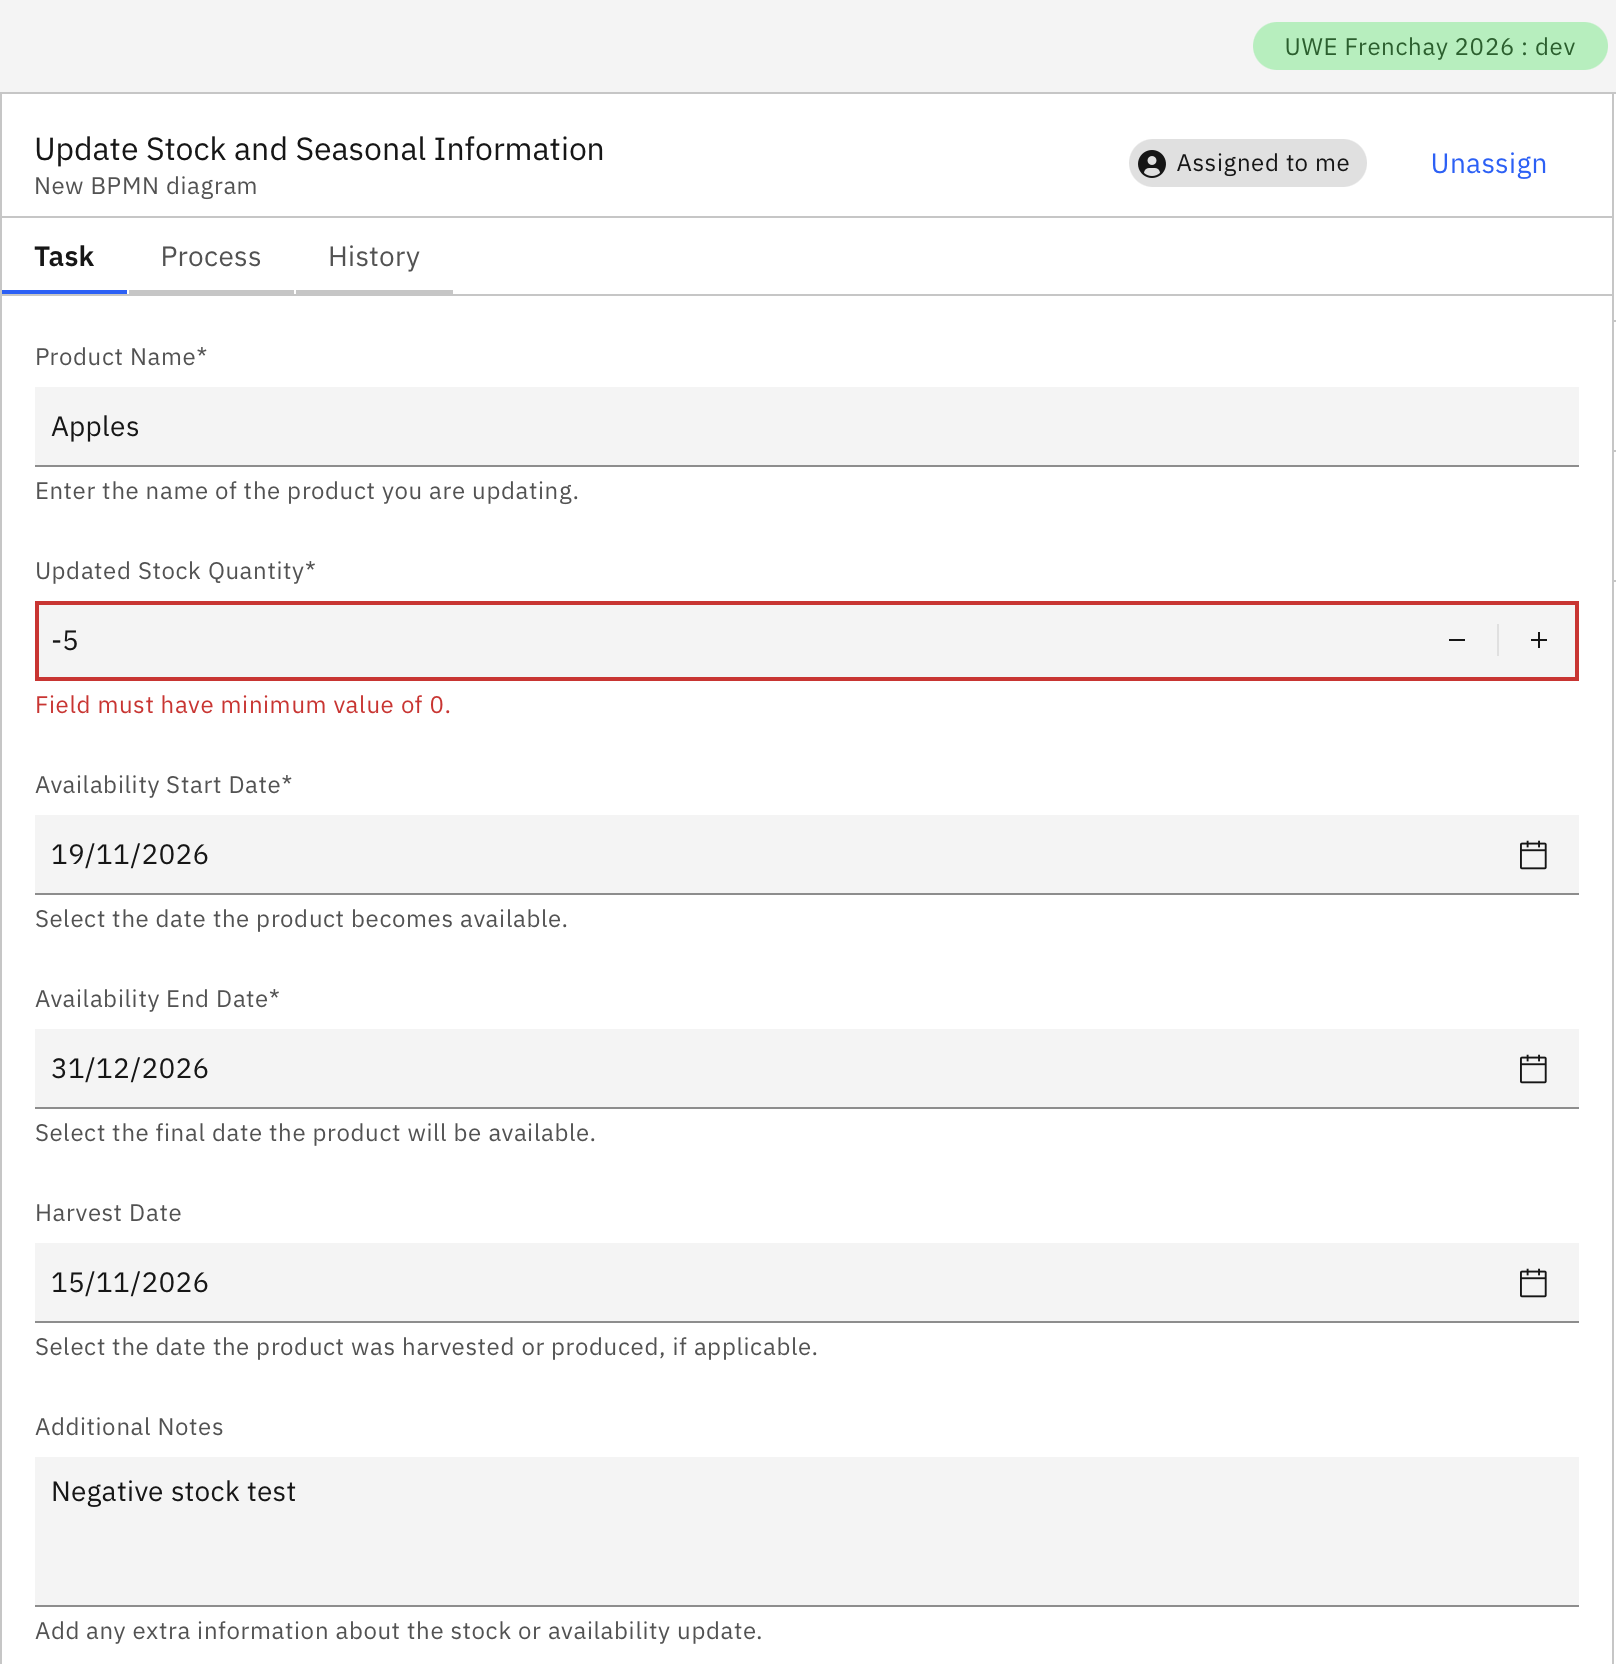 UWE Frenchay 2026 : dev
Update Stock and Seasonal Information
New BPMN diagram
Assigned to me
Unassign
Task
Process
History
Product Name*
Apples
Enter the name of the product you are updating.
Updated Stock Quantity*
-5
Field must have minimum value of 0.
Availability Start Date*
19/11/2026
Select the date the product becomes available.
Availability End Date*
31/12/2026
Select the final date the product will be available.
Harvest Date
15/11/2026
Select the date the product was harvested or produced, if applicable.
Additional Notes
Negative stock test
Add any extra information about the stock or availability update.